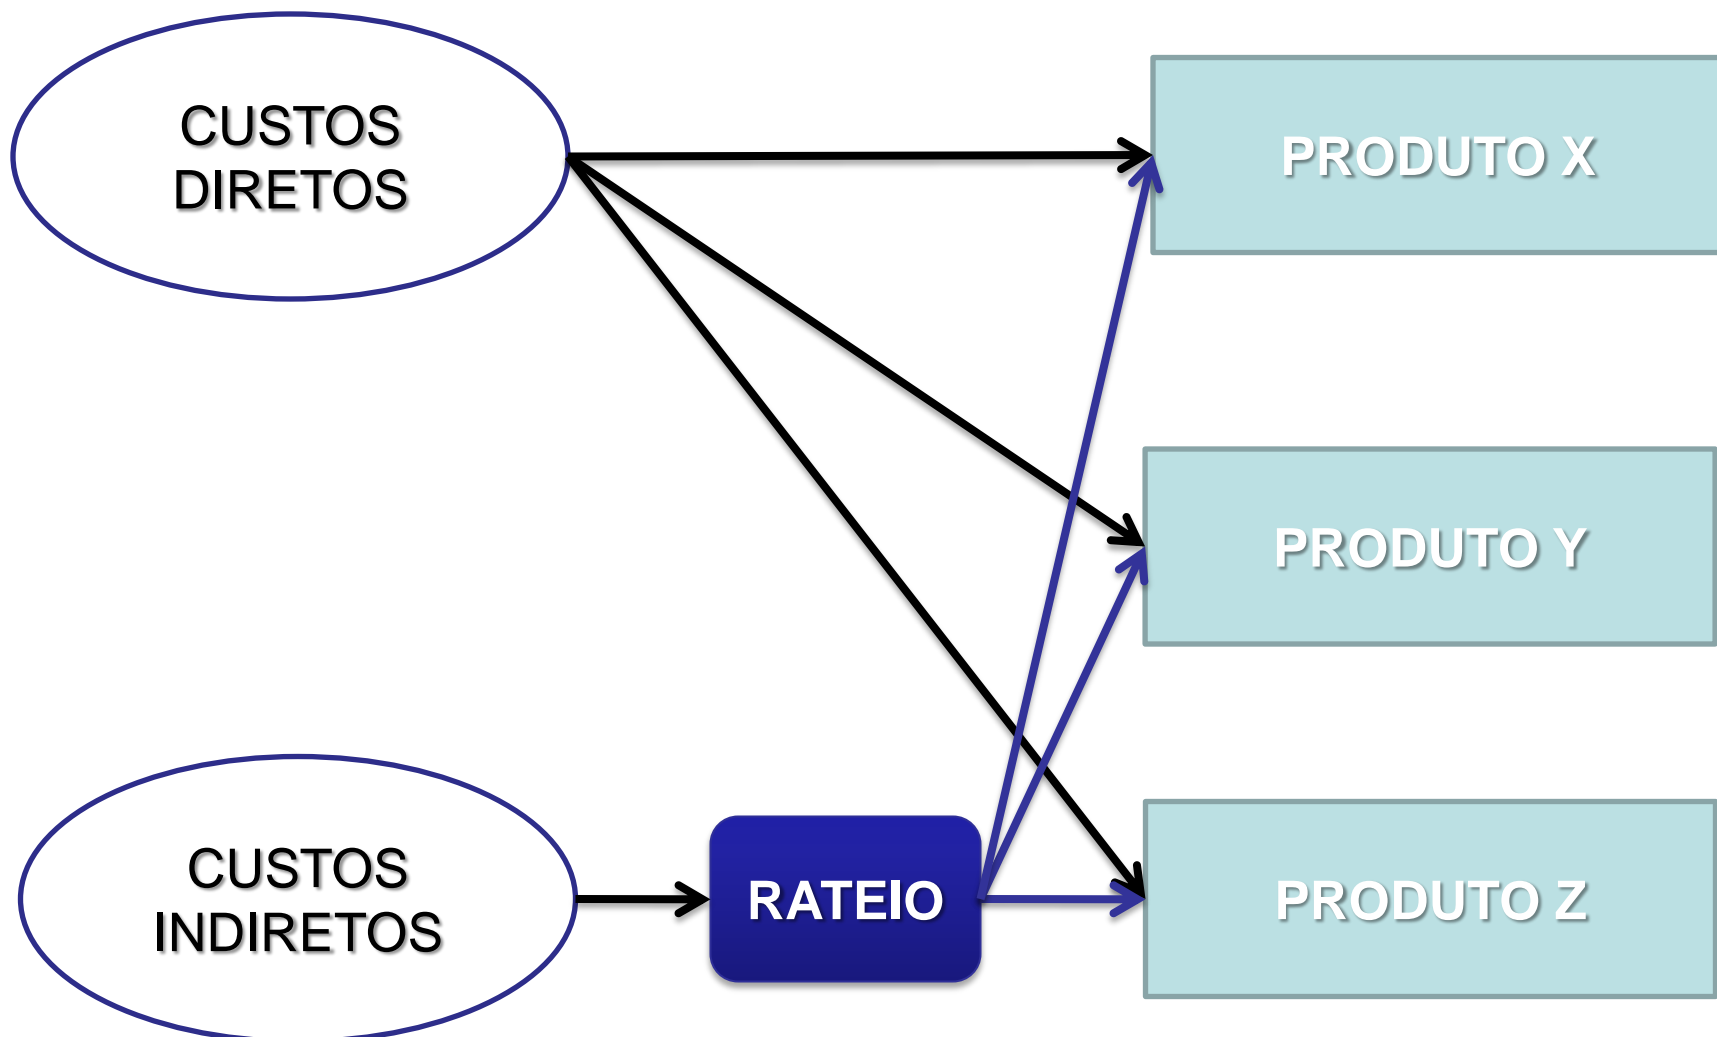 CUSTOS
DIRETOS
PRODUTO X
PRODUTO Y
CUSTOS
INDIRETOS
RATEIO
PRODUTO Z